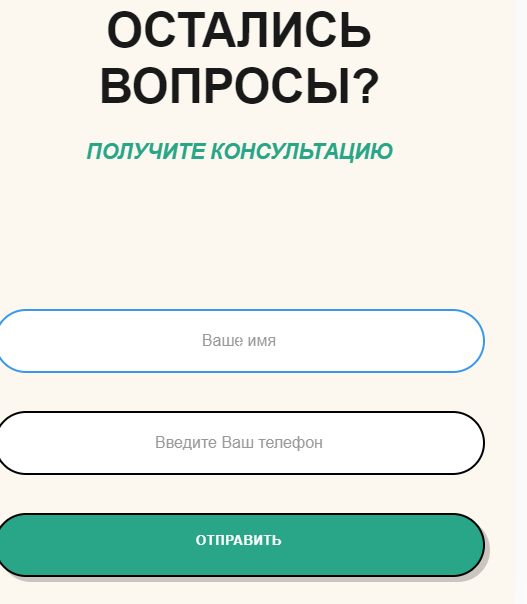 ОСТАЛИСЬ
ВОПРОСЫ?
ПОЛУЧИТЕ КОНСУЛЬТАЦИЮ
Ваше имя
Введите Ваш телефон
ОТПРАВИТЬ